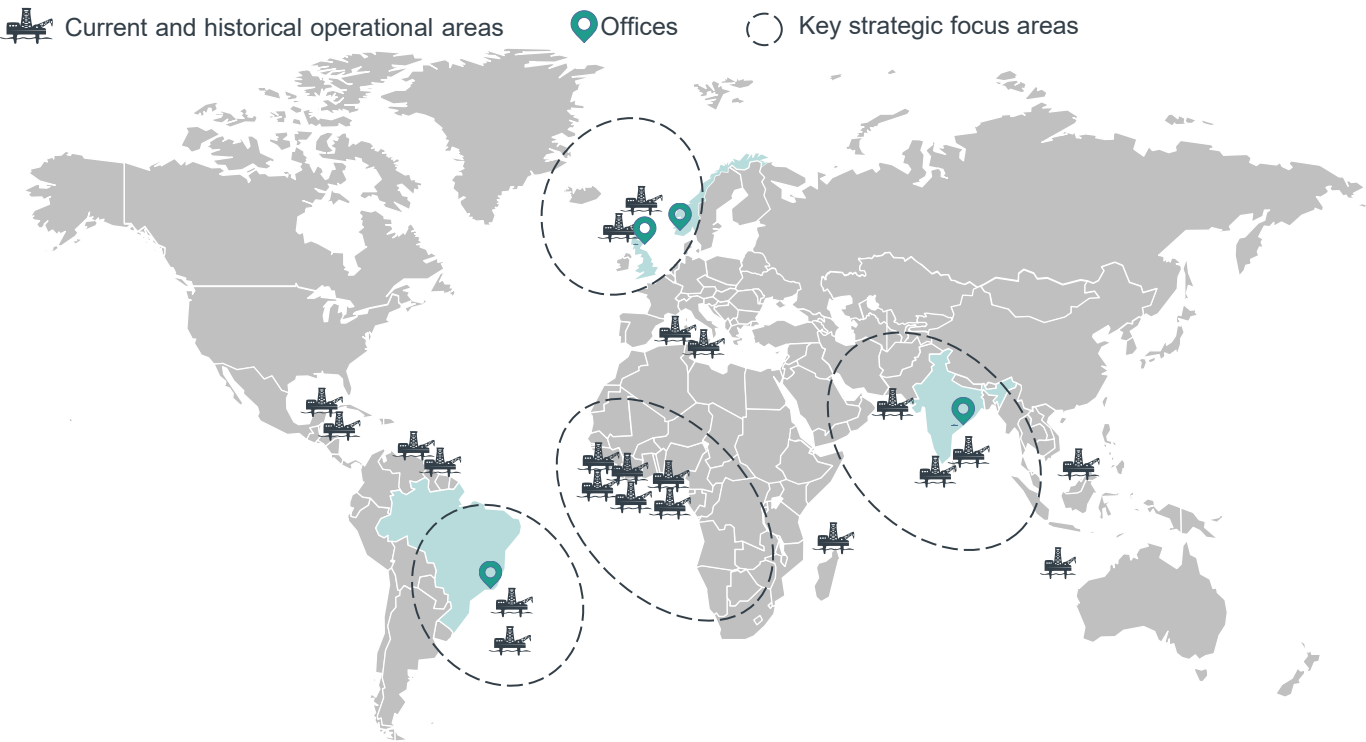 Current and historical operational areas
Offices
Key strategic focus areas